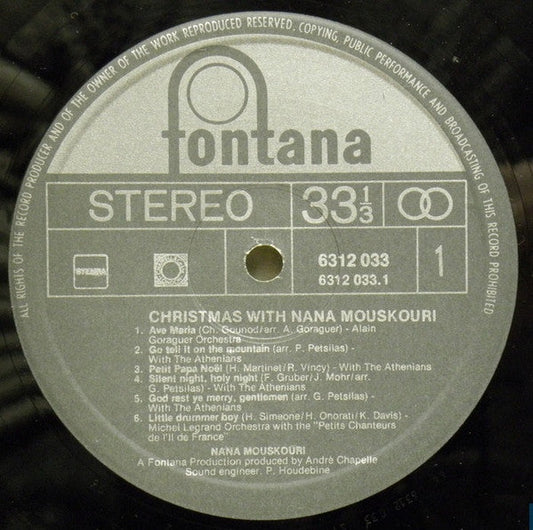 ALL RIGHTS OF THE RECORD PRODUCER AND OF THE OWNER OF THE WORK REPRODUCED RESERVED. COPYING, PUBLIC PERFORMANCE AND BROADCASTING OF THIS RECORD PROHIBITED
fontana
STEREO 33 1/3
STEMRA
6312 033
6312 033.1
1
CHRISTMAS WITH NANA MOUSKOURI
1. Ave Maria (Ch. Gounod/arr. A. Goraguer) - Alain
Goraguer Orchestra
2. Go tell it on the mountain (arr. P. Petsilas) -
With The Athenians
3. Petit Papa Noël (H. Martinet/R. Vincy) - With The Athenians
4. Silent night, holy night (F. Gruber/J. Mohr/arr.
G. Petsilas) - With The Athenians
5. God rest ye merry, gentlemen (arr. G. Petsilas) -
With The Athenians
6. Little drummer boy (H. Simeone/H. Onorati/K. Davis) -
Michel Legrand Orchestra with the "Petits Chanteurs
de l'Il de France"
NANA MOUSKOURI
A Fontana Production produced by André Chapelle
Sound engineer. P. Houdebine